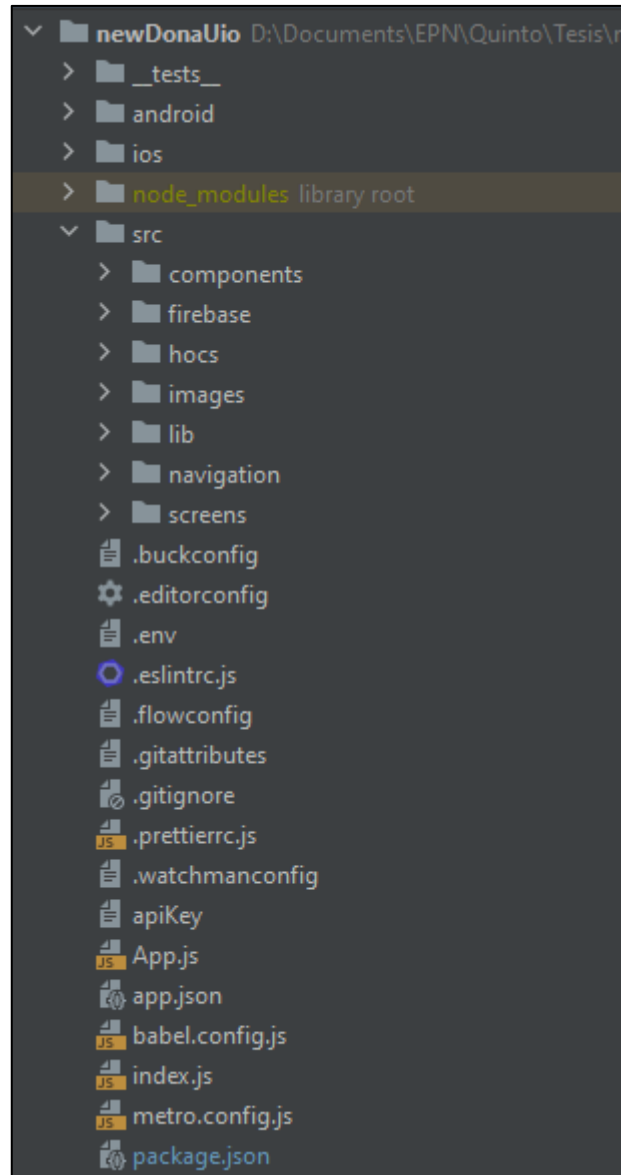 newDonaUio D:\Documents\EPN\Quinto\Tesis\
__tests__
android
ios
node_modules library root
src
components
firebase
hocs
images
lib
navigation
screens
.buckconfig
.editorconfig
.env
.eslintrc.js
.flowconfig
.gitattributes
.gitignore
.prettierrc.js
.watchmanconfig
apiKey
App.js
app.json
babel.config.js
index.js
metro.config.js
package.json